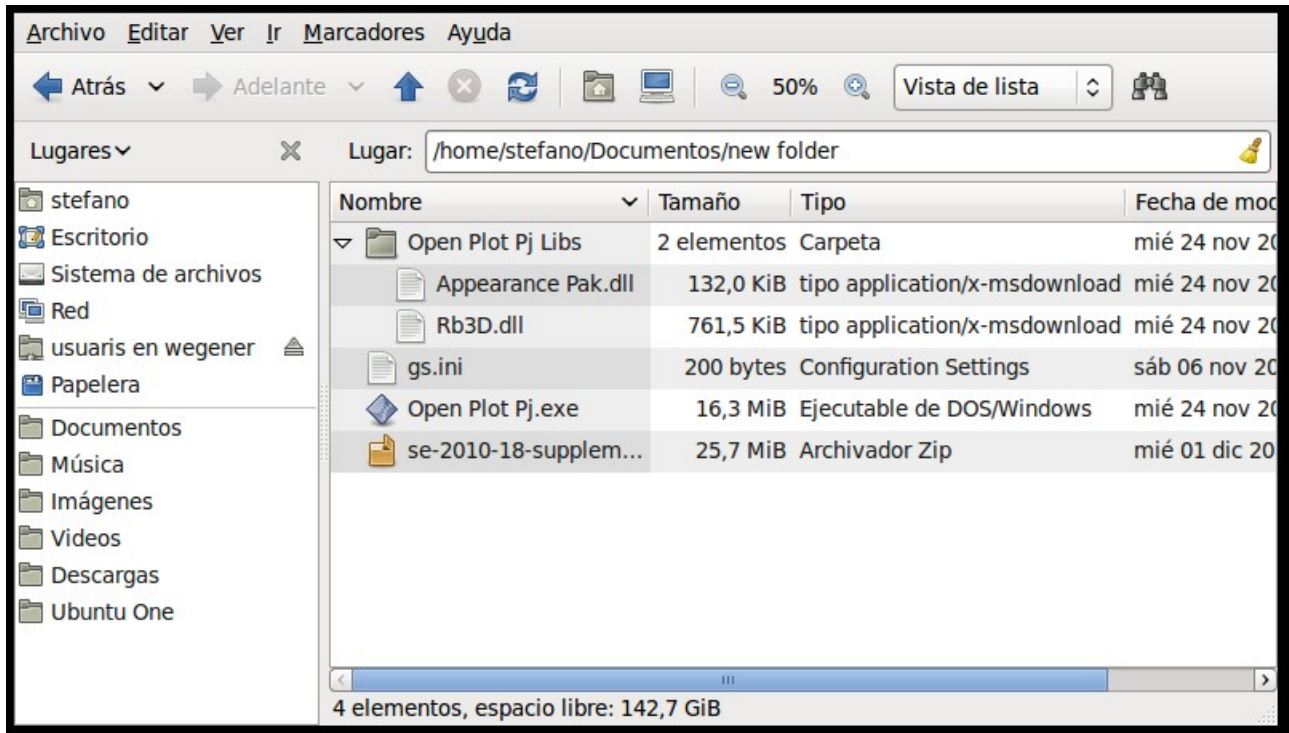 Archivo Editar Ver Ir Marcadores Ayuda
Atrás Adelante 50% Vista de lista
Lugares Lugar: /home/stefano/Documentos/new folder
stefano
Escritorio
Sistema de archivos
Red
usuaris en wegener
Papelera
Documentos
Música
Imágenes
Videos
Descargas
Ubuntu One
Nombre Tamaño Tipo Fecha de moc
Open Plot Pj Libs 2 elementos Carpeta mié 24 nov 20
Appearance Pak.dll 132,0 KiB tipo application/x-msdownload mié 24 nov 20
Rb3D.dll 761,5 KiB tipo application/x-msdownload mié 24 nov 20
gs.ini 200 bytes Configuration Settings sáb 06 nov 20
Open Plot Pj.exe 16,3 MiB Ejecutable de DOS/Windows mié 24 nov 20
se-2010-18-supplem... 25,7 MiB Archivador Zip mié 01 dic 20
4 elementos, espacio libre: 142,7 GiB